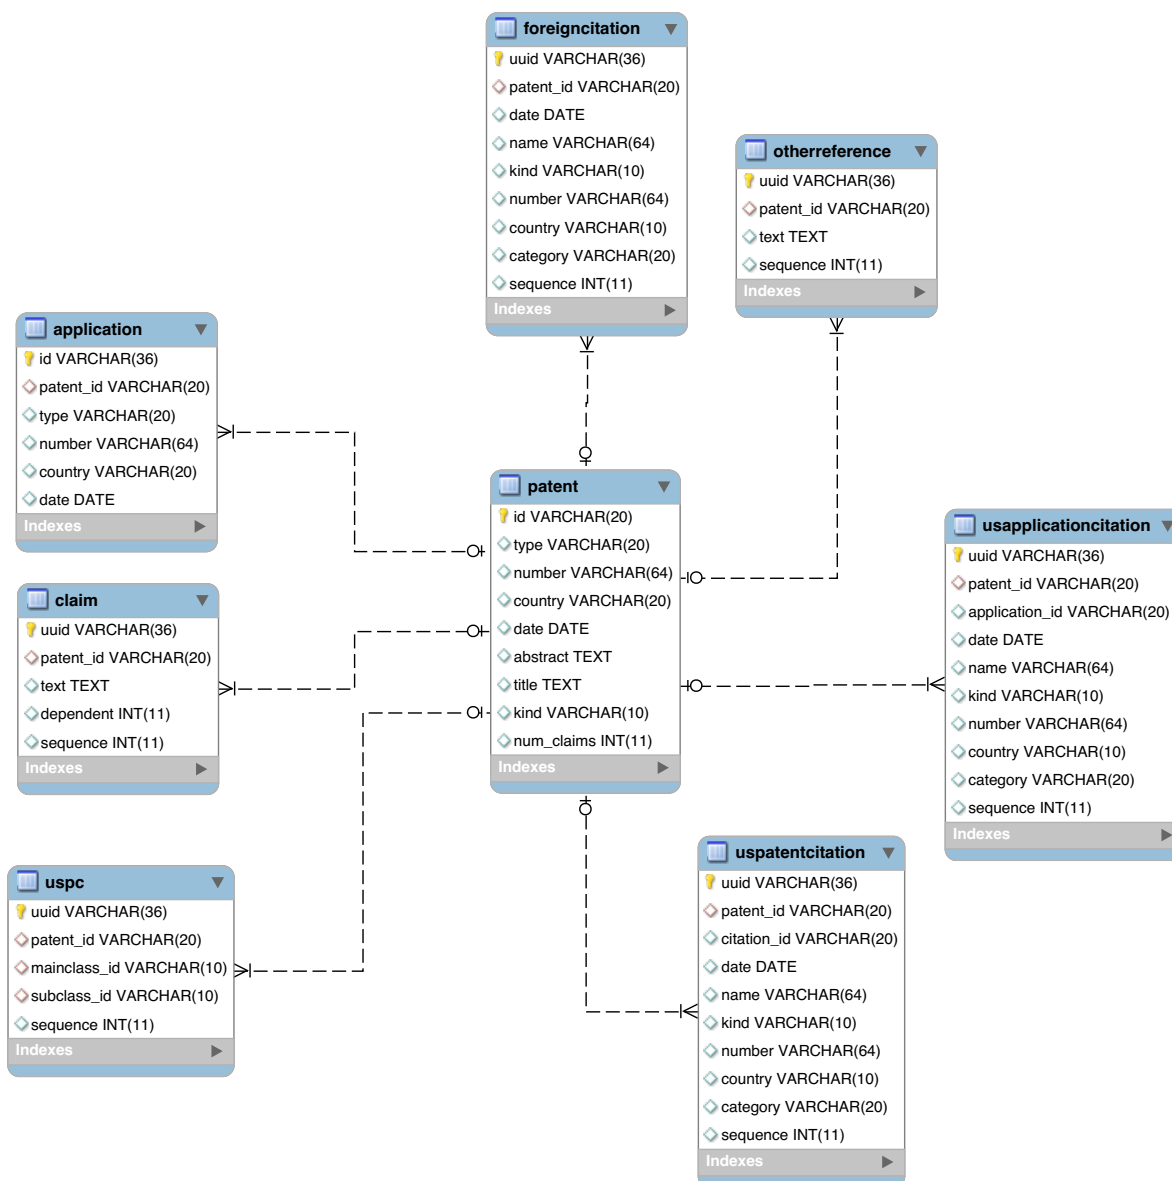 foreigncitation
uuid VARCHAR(36)
patent_id VARCHAR(20)
date DATE
name VARCHAR(64)
kind VARCHAR(10)
number VARCHAR(64)
country VARCHAR(10)
category VARCHAR(20)
sequence INT(11)
Indexes
otherreference
uuid VARCHAR(36)
patent_id VARCHAR(20)
text TEXT
sequence INT(11)
Indexes
application
id VARCHAR(36)
patent_id VARCHAR(20)
type VARCHAR(20)
number VARCHAR(64)
country VARCHAR(20)
date DATE
Indexes
patent
id VARCHAR(20)
type VARCHAR(20)
number VARCHAR(64)
country VARCHAR(20)
date DATE
abstract TEXT
title TEXT
kind VARCHAR(10)
num_claims INT(11)
Indexes
usapplicationcitation
uuid VARCHAR(36)
patent_id VARCHAR(20)
application_id VARCHAR(20)
date DATE
name VARCHAR(64)
kind VARCHAR(10)
number VARCHAR(64)
country VARCHAR(10)
category VARCHAR(20)
sequence INT(11)
Indexes
claim
uuid VARCHAR(36)
patent_id VARCHAR(20)
text TEXT
dependent INT(11)
sequence INT(11)
Indexes
uspc
uuid VARCHAR(36)
patent_id VARCHAR(20)
mainclass_id VARCHAR(10)
subclass_id VARCHAR(10)
sequence INT(11)
Indexes
uspatentcitation
uuid VARCHAR(36)
patent_id VARCHAR(20)
citation_id VARCHAR(20)
date DATE
name VARCHAR(64)
kind VARCHAR(10)
number VARCHAR(64)
country VARCHAR(10)
category VARCHAR(20)
sequence INT(11)
Indexes